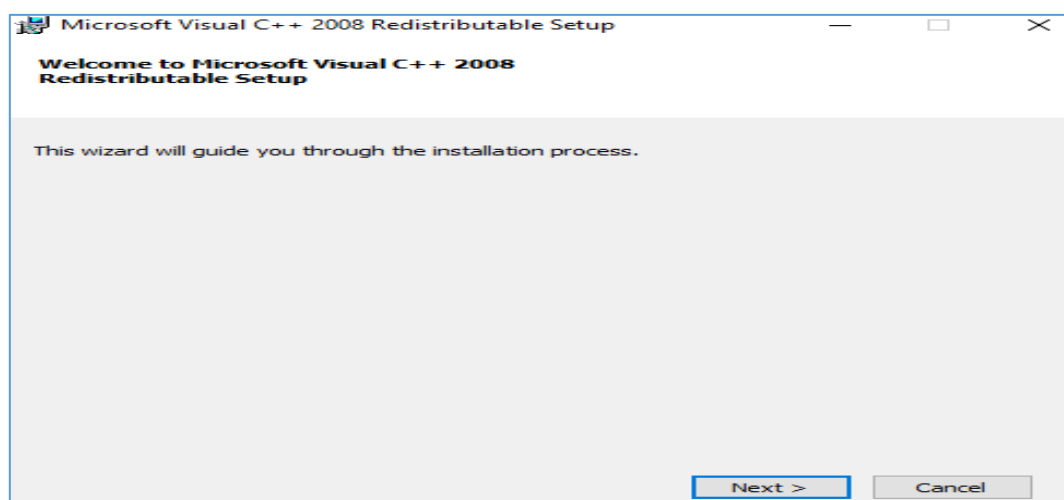 Microsoft Visual C++ 2008 Redistributable Setup
Welcome to Microsoft Visual C++ 2008
Redistributable Setup
This wizard will guide you through the installation process.
Next >
Cancel